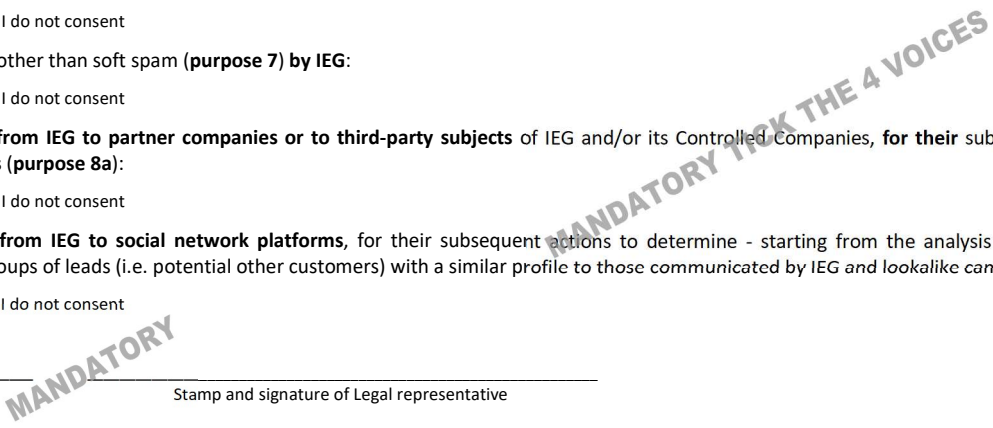 I do not consent
other than soft spam (purpose 7) by IEG:
I do not consent
from IEG to partner companies or to third-party subjects of IEG and/or its Controlled Companies, for their sub
s (purpose 8a):
I do not consent
from IEG to social network platforms, for their subsequent actions to determine - starting from the analysis
oups of leads (i.e. potential other customers) with a similar profile to those communicated by IEG and lookalike can
I do not consent
MANDATORY TICK THE 4 VOICES
MANDATORY
Stamp and signature of Legal representative